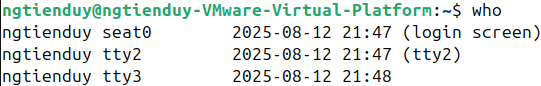 ngtienduy@ngtienduy-VMware-Virtual-Platform:~$ who
ngtienduy seat0        2025-08-12 21:47 (login screen)
ngtienduy tty2         2025-08-12 21:47 (tty2)
ngtienduy tty3         2025-08-12 21:48